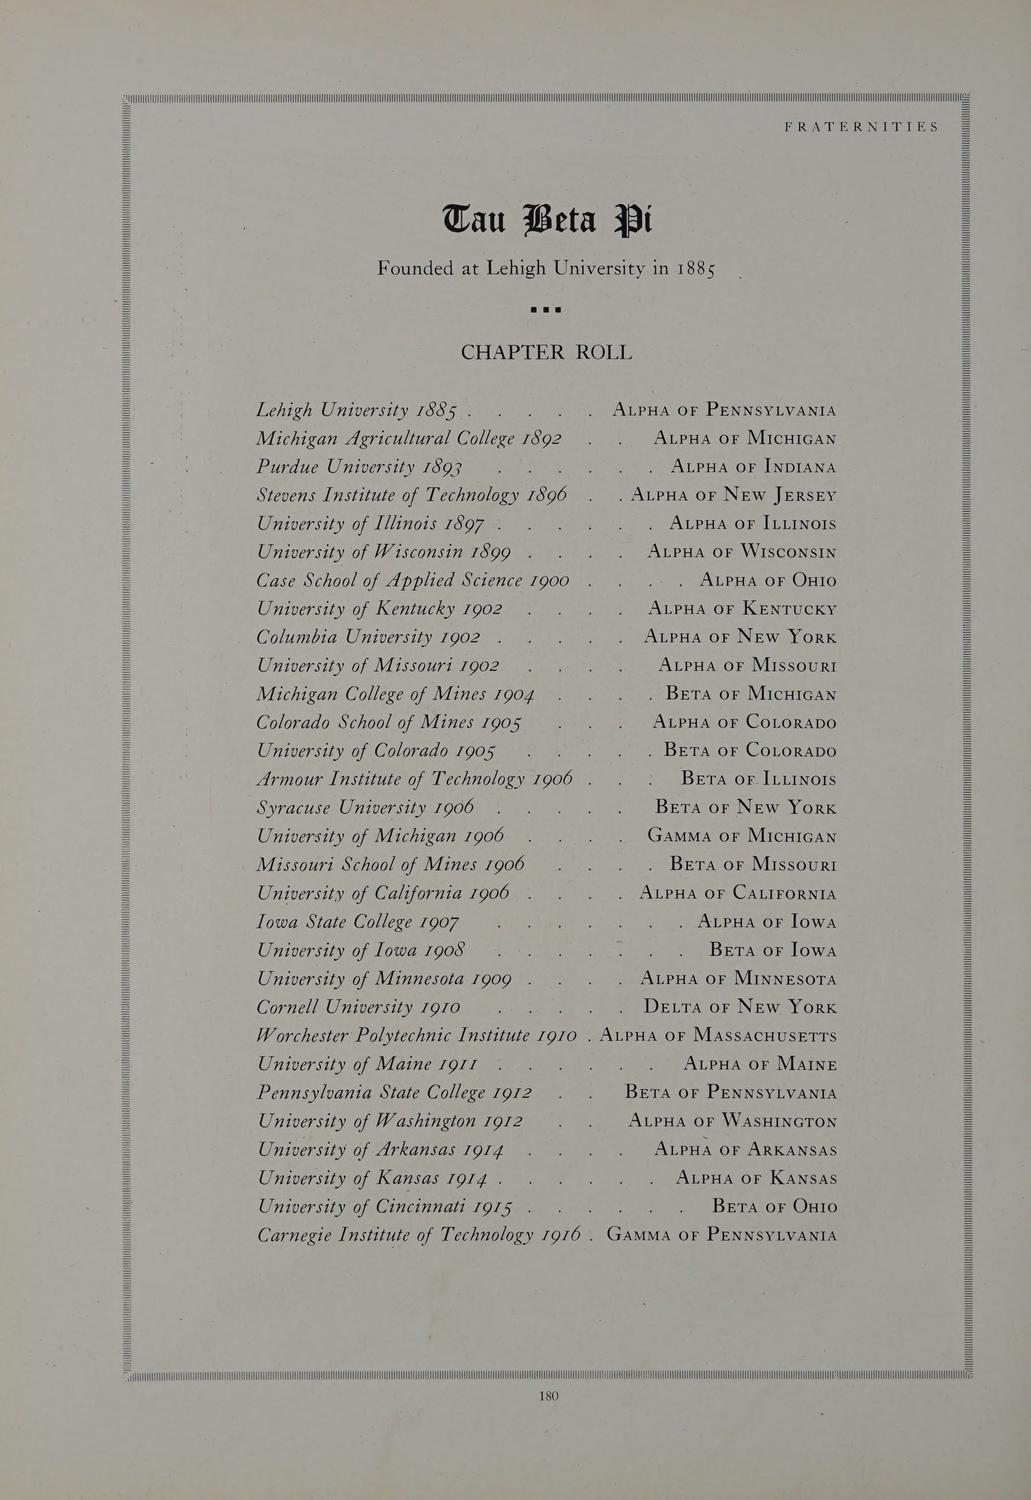 FRATERNITIES
Tau Beta Pi
Founded at Lehigh University in 1885
CHAPTER ROLL
Lehigh University 1885 . . . . . ALPHA OF PENNSYLVANIA
Michigan Agricultural College 1892 . . ALPHA OF MICHIGAN
Purdue University 1893 . . . . . . ALPHA OF INDIANA
Stevens Institute of Technology 1896 . . ALPHA OF NEW JERSEY
University of Illinois 1897 . . . . . . ALPHA OF ILLINOIS
University of Wisconsin 1899 . . . . ALPHA OF WISCONSIN
Case School of Applied Science 1900 . . . . ALPHA OF OHIO
University of Kentucky 1902 . . . . ALPHA OF KENTUCKY
Columbia University 1902 . . . . . ALPHA OF NEW YORK
University of Missouri 1902 . . . . ALPHA OF MISSOURI
Michigan College of Mines 1904 . . . . BETA OF MICHIGAN
Colorado School of Mines 1905 . . . ALPHA OF COLORADO
University of Colorado 1905 . . . . . BETA OF COLORADO
Armour Institute of Technology 1906 . . . BETA OF ILLINOIS
Syracuse University 1906 . . . . . BETA OF NEW YORK
University of Michigan 1906 . . . . GAMMA OF MICHIGAN
Missouri School of Mines 1906 . . . . BETA OF MISSOURI
University of California 1906 . . . . ALPHA OF CALIFORNIA
Iowa State College 1907 . . . . . . . ALPHA OF IOWA
University of Iowa 1908 . . . . . . . BETA OF IOWA
University of Minnesota 1909 . . . . ALPHA OF MINNESOTA
Cornell University 1910 . . . . . DELTA OF NEW YORK
Worchester Polytechnic Institute 1910 . ALPHA OF MASSACHUSETTS
University of Maine 1911 . . . . . . ALPHA OF MAINE
Pennsylvania State College 1912 . . BETA OF PENNSYLVANIA
University of Washington 1912 . . ALPHA OF WASHINGTON
University of Arkansas 1914 . . . . ALPHA OF ARKANSAS
University of Kansas 1914 . . . . . . ALPHA OF KANSAS
University of Cincinnati 1915 . . . . . . BETA OF OHIO
Carnegie Institute of Technology 1916 . GAMMA OF PENNSYLVANIA
180